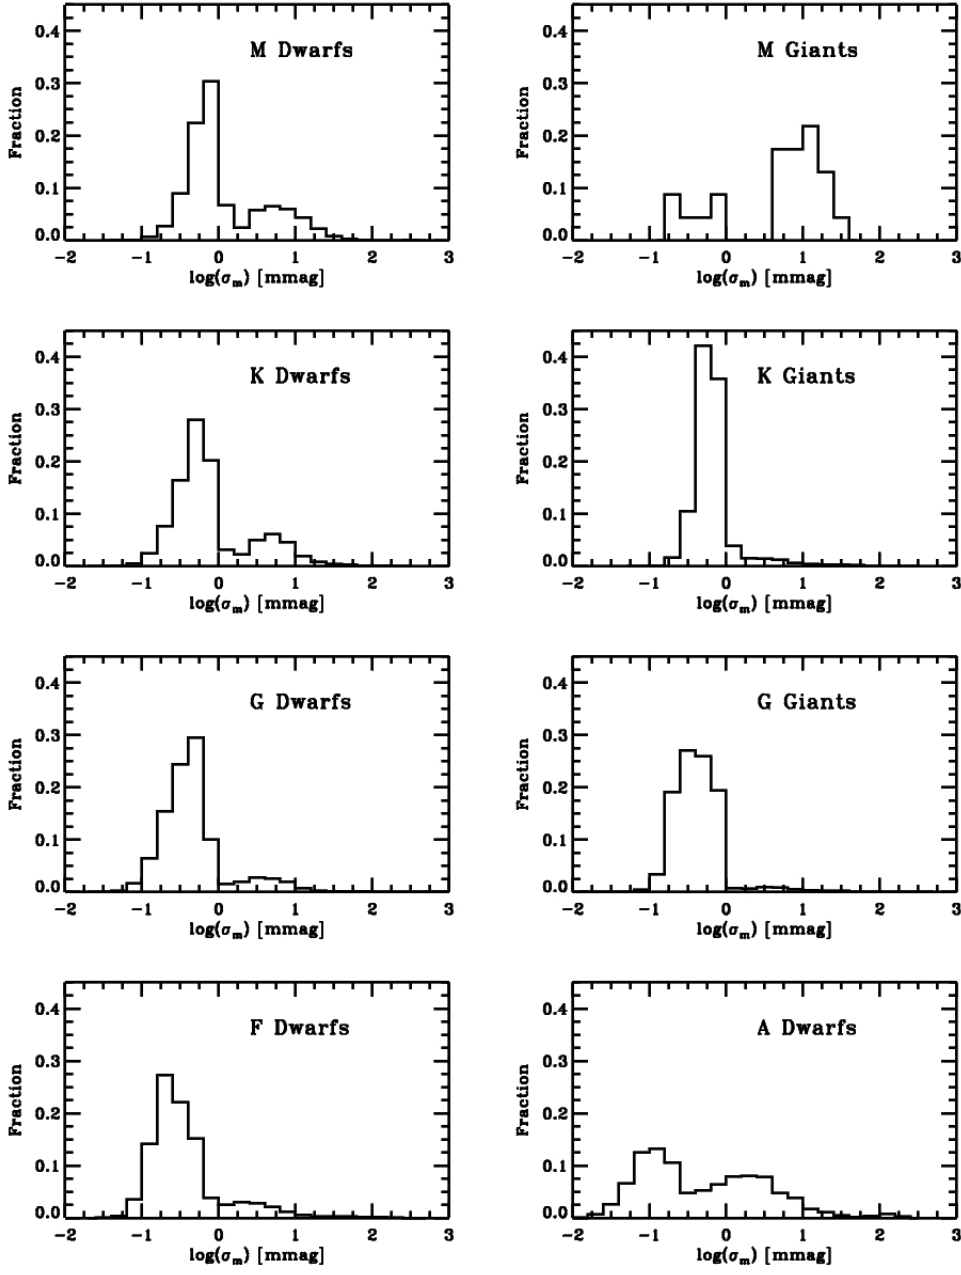 M Dwarfs
Fraction
0.4
0.3
0.2
0.1
0.0
-2 -1 0 1 2 3
log(σm) [mmag]
M Giants
Fraction
0.4
0.3
0.2
0.1
0.0
-2 -1 0 1 2 3
log(σm) [mmag]
K Dwarfs
Fraction
0.4
0.3
0.2
0.1
0.0
-2 -1 0 1 2 3
log(σm) [mmag]
K Giants
Fraction
0.4
0.3
0.2
0.1
0.0
-2 -1 0 1 2 3
log(σm) [mmag]
G Dwarfs
Fraction
0.4
0.3
0.2
0.1
0.0
-2 -1 0 1 2 3
log(σm) [mmag]
G Giants
Fraction
0.4
0.3
0.2
0.1
0.0
-2 -1 0 1 2 3
log(σm) [mmag]
F Dwarfs
Fraction
0.4
0.3
0.2
0.1
0.0
-2 -1 0 1 2 3
log(σm) [mmag]
A Dwarfs
Fraction
0.4
0.3
0.2
0.1
0.0
-2 -1 0 1 2 3
log(σm) [mmag]